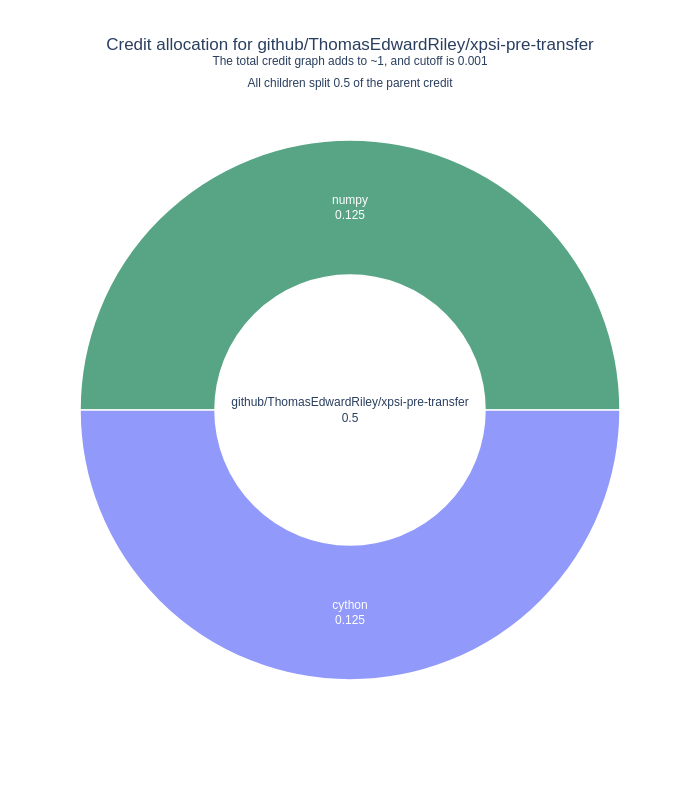 Credit allocation for github/ThomasEdwardRiley/xpsi-pre-transfer
The total credit graph adds to ~1, and cutoff is 0.001
All children split 0.5 of the parent credit
numpy
0.125
github/ThomasEdwardRiley/xpsi-pre-transfer
0.5
cython
0.125